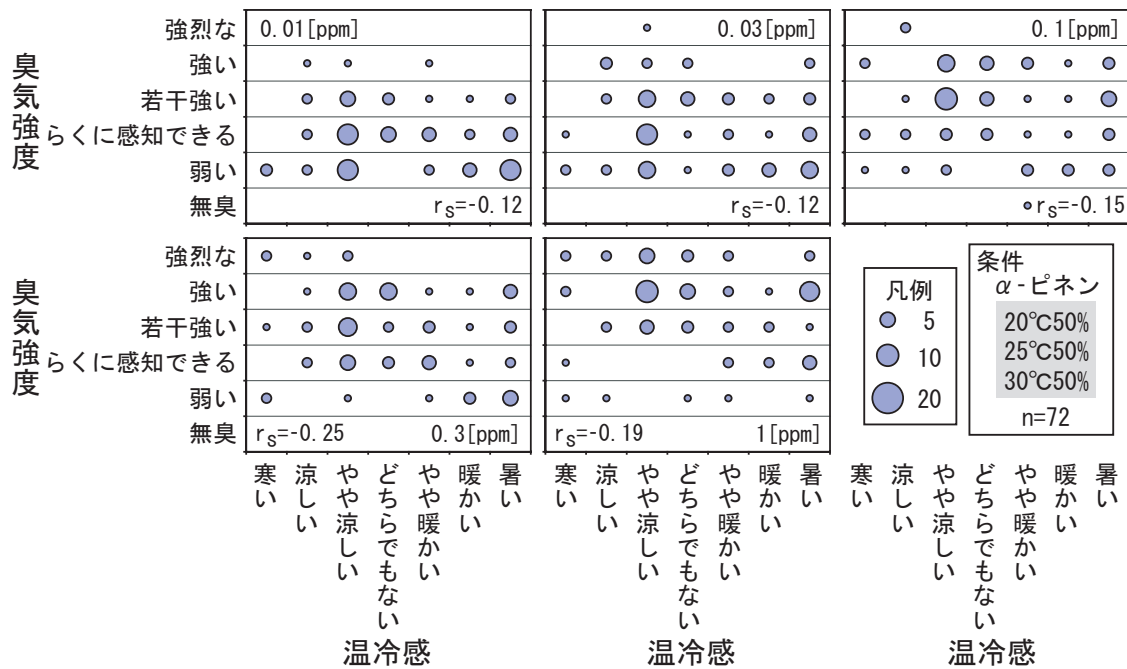 臭気強度
強烈な
強い
若干強い
らくに感知できる
弱い
無臭
0.01[ppm]
rS=-0.12
0.03[ppm]
rS=-0.12
0.1[ppm]
rS=-0.15
臭気強度
強烈な
強い
若干強い
らくに感知できる
弱い
無臭
rS=-0.25
0.3[ppm]
rS=-0.19
1[ppm]
凡例
5
10
20
条件
α-ピネン
20℃50%
25℃50%
30℃50%
n=72
寒い
涼しい
やや涼しい
どちらでもない
やや暖かい
暖かい
暑い
温冷感
寒い
涼しい
やや涼しい
どちらでもない
やや暖かい
暖かい
暑い
温冷感
寒い
涼しい
やや涼しい
どちらでもない
やや暖かい
暖かい
暑い
温冷感